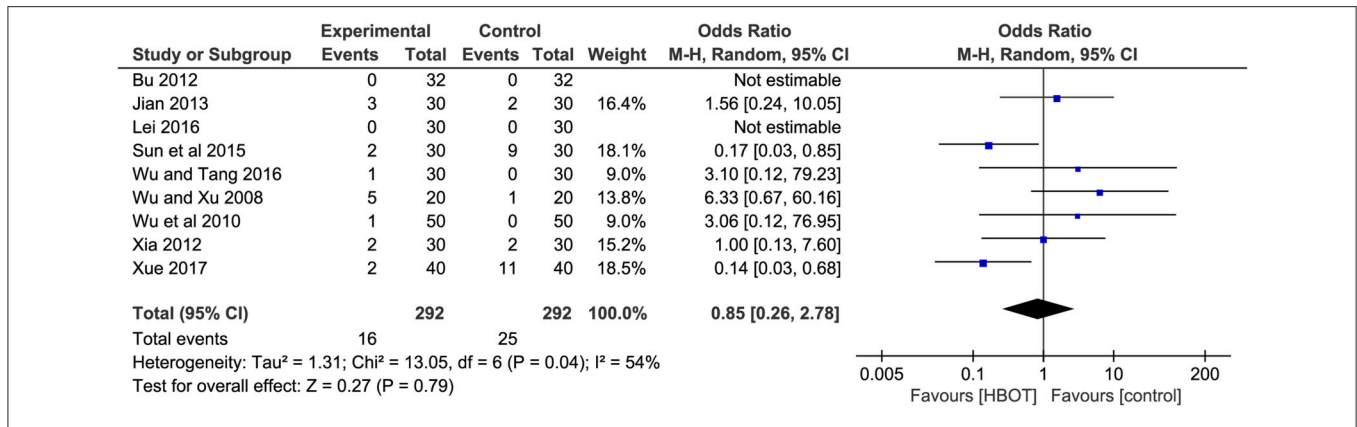 Experimental Control Odds Ratio Odds Ratio
Study or Subgroup Events Total Events Total Weight M-H, Random, 95% CI M-H, Random, 95% CI
Bu 2012 0 32 0 32 Not estimable
Jian 2013 3 30 2 30 16.4% 1.56 [0.24, 10.05]
Lei 2016 0 30 0 30 Not estimable
Sun et al 2015 2 30 9 30 18.1% 0.17 [0.03, 0.85]
Wu and Tang 2016 1 30 0 30 9.0% 3.10 [0.12, 79.23]
Wu and Xu 2008 5 20 1 20 13.8% 6.33 [0.67, 60.16]
Wu et al 2010 1 50 0 50 9.0% 3.06 [0.12, 76.95]
Xia 2012 2 30 2 30 15.2% 1.00 [0.13, 7.60]
Xue 2017 2 40 11 40 18.5% 0.14 [0.03, 0.68]
Total (95% CI) 292 292 100.0% 0.85 [0.26, 2.78]
Total events 16 25
Heterogeneity: Tau² = 1.31; Chi² = 13.05, df = 6 (P = 0.04); I² = 54%
Test for overall effect: Z = 0.27 (P = 0.79)
0.005 0.1 1 10 200
Favours [HBOT] Favours [control]